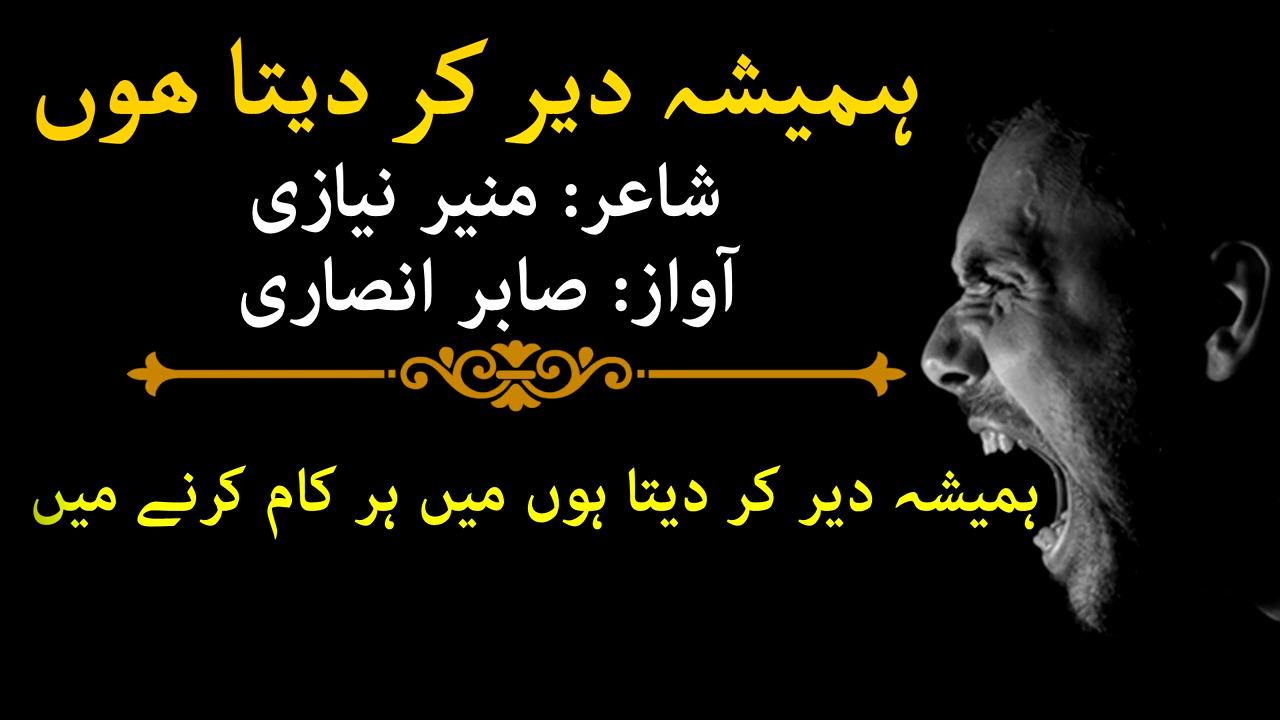 ہمیشہ دیر کر دیتا ھوں
شاعر: منیر نیازی
آواز: صابر انصاری
ہمیشہ دیر کر دیتا ہوں میں ہر کام کرنے میں